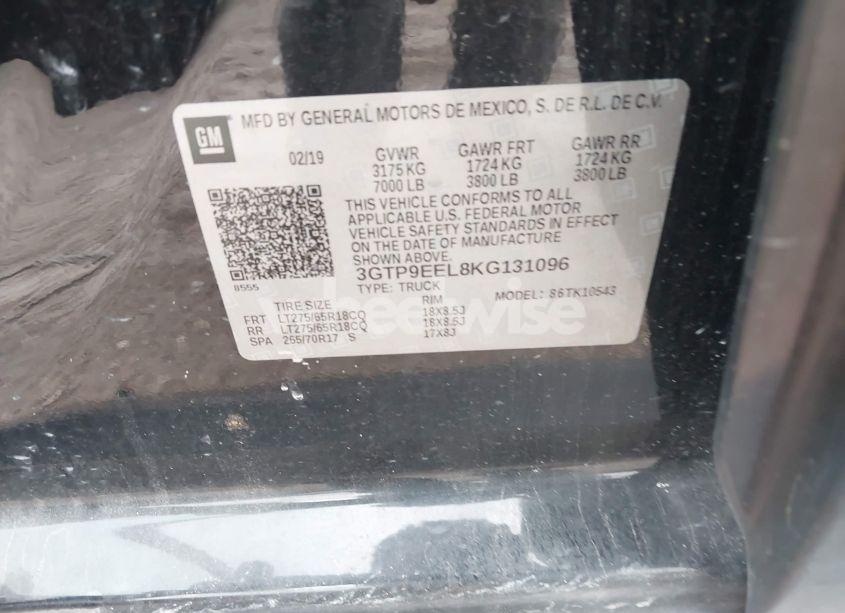 GM
MFD BY GENERAL MOTORS DE MEXICO, S. DE R.L. DE C.V.
02/19 GVWR GAWR FRT GAWR RR
3175 KG 1724 KG 1724 KG
7000 LB 3800 LB 3800 LB
THIS VEHICLE CONFORMS TO ALL
APPLICABLE U.S. FEDERAL MOTOR
VEHICLE SAFETY STANDARDS IN EFFECT
ON THE DATE OF MANUFACTURE
SHOWN ABOVE.
3GTP9EEL8KG131096
8555
TYPE: TRUCK MODEL: 86TK10543
TIRE SIZE RIM
FRT LT275/65R18CQ 18X8.5J
RR LT275/65R18CQ 18X8.5J
SPA 255/70R17 S 17X8J